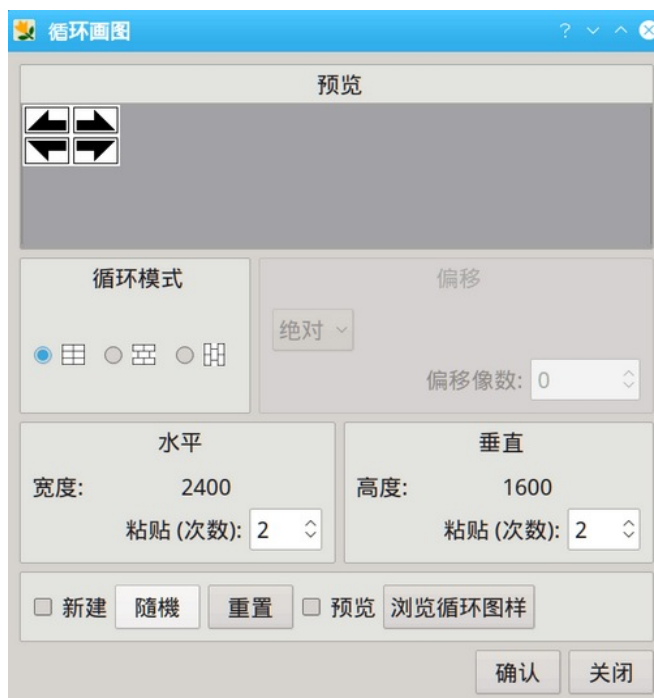 循环画图
预览
循环模式
偏移
绝对
偏移像数: 0
水平
垂直
宽度: 2400
高度: 1600
粘贴 (次数): 2
粘贴 (次数): 2
新建 隨機 重置 预览 浏览循环图样
确认 关闭